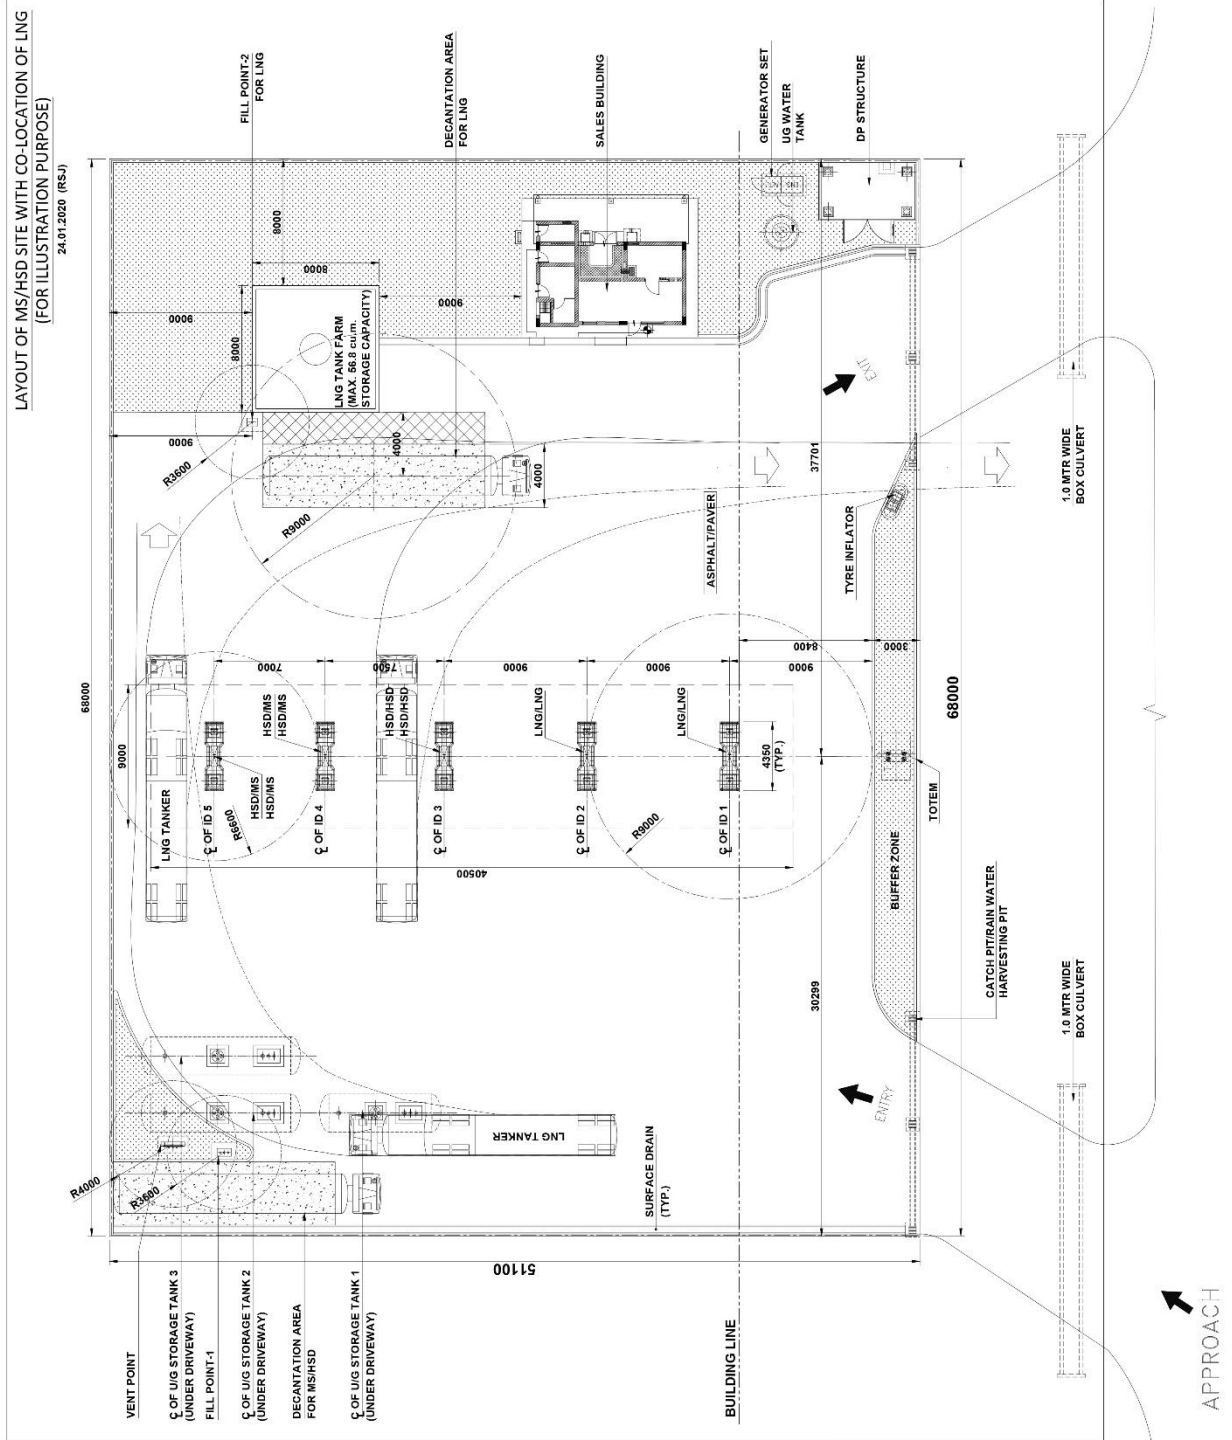 LAYOUT OF MS/HSD SITE WITH CO-LOCATION OF LNG
(FOR ILLUSTRATION PURPOSE)
24.01.2020 (RSJ)
FILL POINT-2
FOR LNG
DECANTATION AREA
FOR LNG
SALES BUILDING
GENERATOR SET
UG WATER
TANK
DP STRUCTURE
68000
9000
8000
8000
8000
9000
9000
LNG TANK FARM
(MAX. 56.8 cu.m.
STORAGE CAPACITY)
R3600
4000
4000
R9000
EXIT
37701
ASPHALT/PAVER
TYRE INFLATOR
1.0 MTR WIDE
BOX CULVERT
9000
LNG TANKER
7000
7500
9000
9000
9000
8400
3000
68000
HSD/MS
HSD/MS
HSD/MS
HSD/MS
HSD/HSD
HSD/HSD
LNG/LNG
LNG/LNG
4350
(TYP.)
℄ OF ID 5
℄ OF ID 4
℄ OF ID 3
℄ OF ID 2
℄ OF ID 1
R6600
R9000
40500
TOTEM
BUFFER ZONE
CATCH PIT/RAIN WATER
HARVESTING PIT
30299
1.0 MTR WIDE
BOX CULVERT
ENTRY
LNG TANKER
R4000
R3600
SURFACE DRAIN
(TYP.)
51100
VENT POINT
℄ OF U/G STORAGE TANK 3
(UNDER DRIVEWAY)
FILL POINT-1
℄ OF U/G STORAGE TANK 2
(UNDER DRIVEWAY)
DECANTATION AREA
FOR MS/HSD
℄ OF U/G STORAGE TANK 1
(UNDER DRIVEWAY)
BUILDING LINE
APPROACH